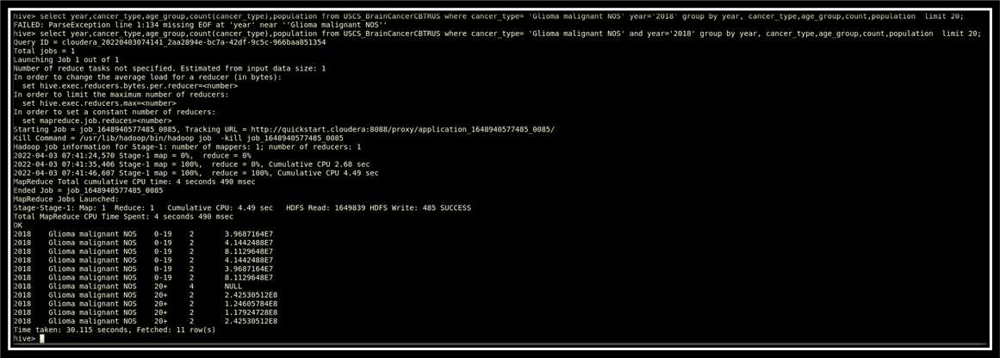 hive> select year,cancer_type,age_group,count(cancer_type),population from USCS_BrainCancerCBTRUS where cancer_type= 'Glioma malignant NOS' year='2018' group by year, cancer_type,age_group,count,population  limit 20;
FAILED: ParseException line 1:134 missing EOF at 'year' near ''Glioma malignant NOS''
hive> select year,cancer_type,age_group,count(cancer_type),population from USCS_BrainCancerCBTRUS where cancer_type= 'Glioma malignant NOS' and year='2018' group by year, cancer_type,age_group,count,population  limit 20;
Query ID = cloudera_20220403074141_2aa2894e-bc7a-42df-9c5c-966baa851354
Total jobs = 1
Launching Job 1 out of 1
Number of reduce tasks not specified. Estimated from input data size: 1
In order to change the average load for a reducer (in bytes):
  set hive.exec.reducers.bytes.per.reducer=<number>
In order to limit the maximum number of reducers:
  set hive.exec.reducers.max=<number>
In order to set a constant number of reducers:
  set mapreduce.job.reduces=<number>
Starting Job = job_1648940577485_0085, Tracking URL = http://quickstart.cloudera:8088/proxy/application_1648940577485_0085/
Kill Command = /usr/lib/hadoop/bin/hadoop job  -kill job_1648940577485_0085
Hadoop job information for Stage-1: number of mappers: 1; number of reducers: 1
2022-04-03 07:41:24,570 Stage-1 map = 0%,  reduce = 0%
2022-04-03 07:41:35,406 Stage-1 map = 100%,  reduce = 0%, Cumulative CPU 2.68 sec
2022-04-03 07:41:46,607 Stage-1 map = 100%,  reduce = 100%, Cumulative CPU 4.49 sec
MapReduce Total cumulative CPU time: 4 seconds 490 msec
Ended Job = job_1648940577485_0085
MapReduce Jobs Launched:
Stage-Stage-1: Map: 1  Reduce: 1   Cumulative CPU: 4.49 sec   HDFS Read: 1649839 HDFS Write: 485 SUCCESS
Total MapReduce CPU Time Spent: 4 seconds 490 msec
OK
2018    Glioma malignant NOS    0-19    2       3.9687164E7
2018    Glioma malignant NOS    0-19    2       4.1442488E7
2018    Glioma malignant NOS    0-19    2       8.1129648E7
2018    Glioma malignant NOS    0-19    2       4.1442488E7
2018    Glioma malignant NOS    0-19    2       3.9687164E7
2018    Glioma malignant NOS    0-19    2       8.1129648E7
2018    Glioma malignant NOS    20+     4       NULL
2018    Glioma malignant NOS    20+     2       2.42530512E8
2018    Glioma malignant NOS    20+     2       1.24605784E8
2018    Glioma malignant NOS    20+     2       1.17924728E8
2018    Glioma malignant NOS    20+     2       2.42530512E8
Time taken: 30.115 seconds, Fetched: 11 row(s)
hive>